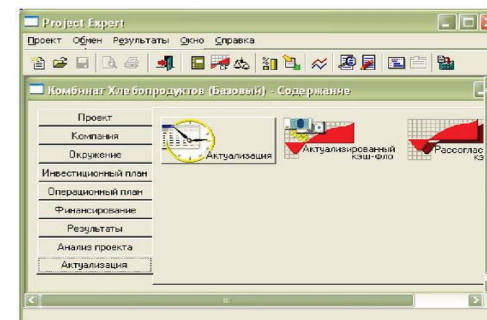 Project Expert
Проект Обмен Результаты Окно Справка
Комбинат Хлебопродуктов (Базовый) - Содержание
Проект
Компания
Окружение
Инвестиционный план
Операционный план
Финансирование
Результаты
Анализ проекта
Актуализация
Актуализация
Актуализированный
кэш-фло
Рассоглас
кэ